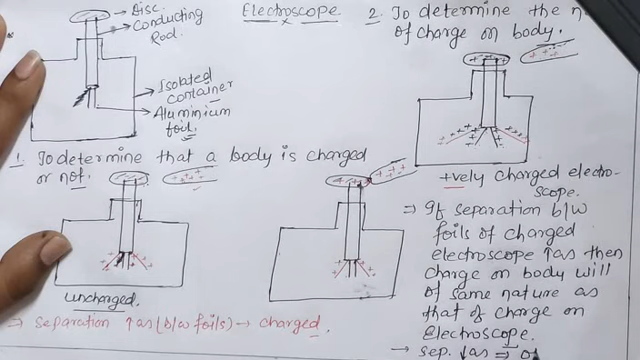 Electroscope
Disc.
Conducting
Rod.
Isolated
container
Aluminium
foil.
1. To determine that a body is charged
or not.
uncharged.
⇒ separation ↑as (b/w foils) → charged.
2. To determine the n
of charge on body.
+vely charged electro-
scope.
⇒ If separation b/w
foils of charged
electroscope ↑as then
charge on body will
of same nature as
that of charge on
Electroscope.
→ sep. ↓as ⇒